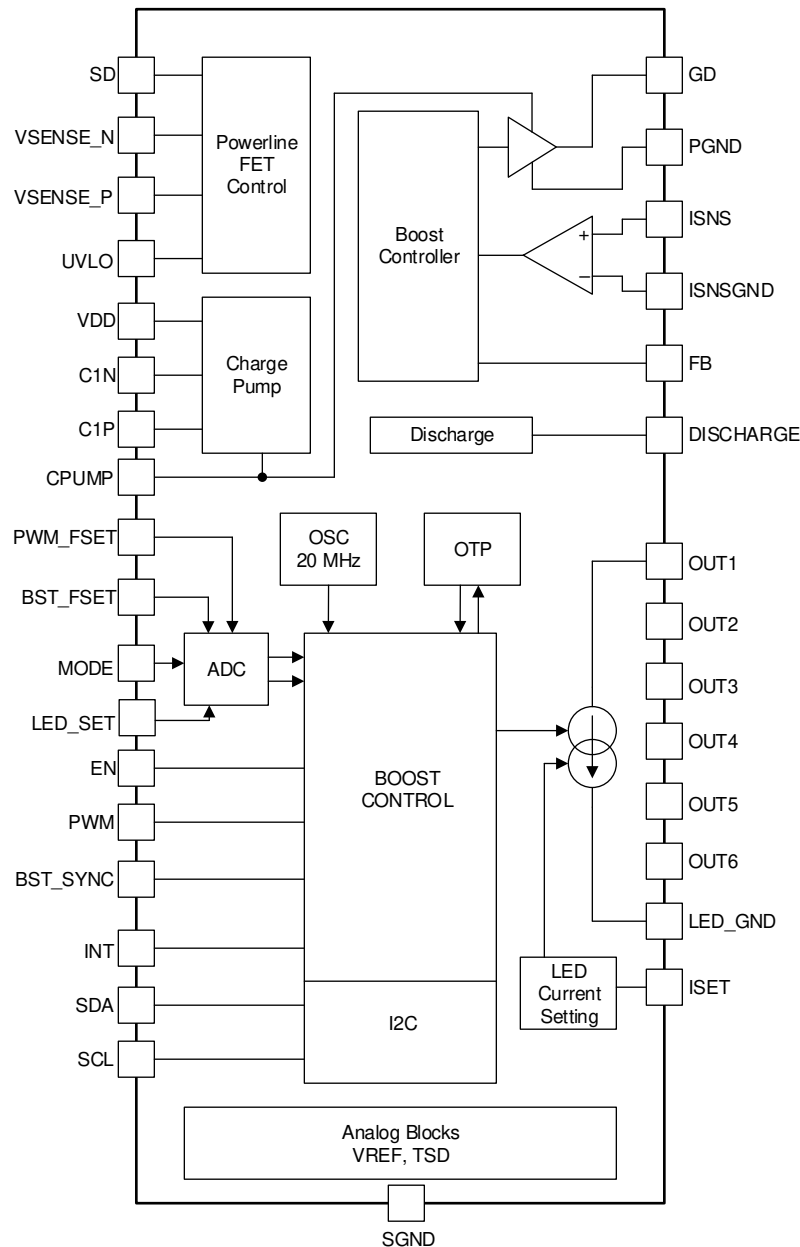 SD
VSENSE_N
VSENSE_P
UVLO
VDD
C1N
C1P
CPUMP
PWM_FSET
BST_FSET
MODE
LED_SET
EN
PWM
BST_SYNC
INT
SDA
SCL
Powerline
FET
Control
Charge
Pump
Boost
Controller
+
−
Discharge
OSC
20 MHz
OTP
ADC
BOOST
CONTROL
I2C
LED
Current
Setting
Analog Blocks
VREF, TSD
GD
PGND
ISNS
ISNSGND
FB
DISCHARGE
OUT1
OUT2
OUT3
OUT4
OUT5
OUT6
LED_GND
ISET
SGND